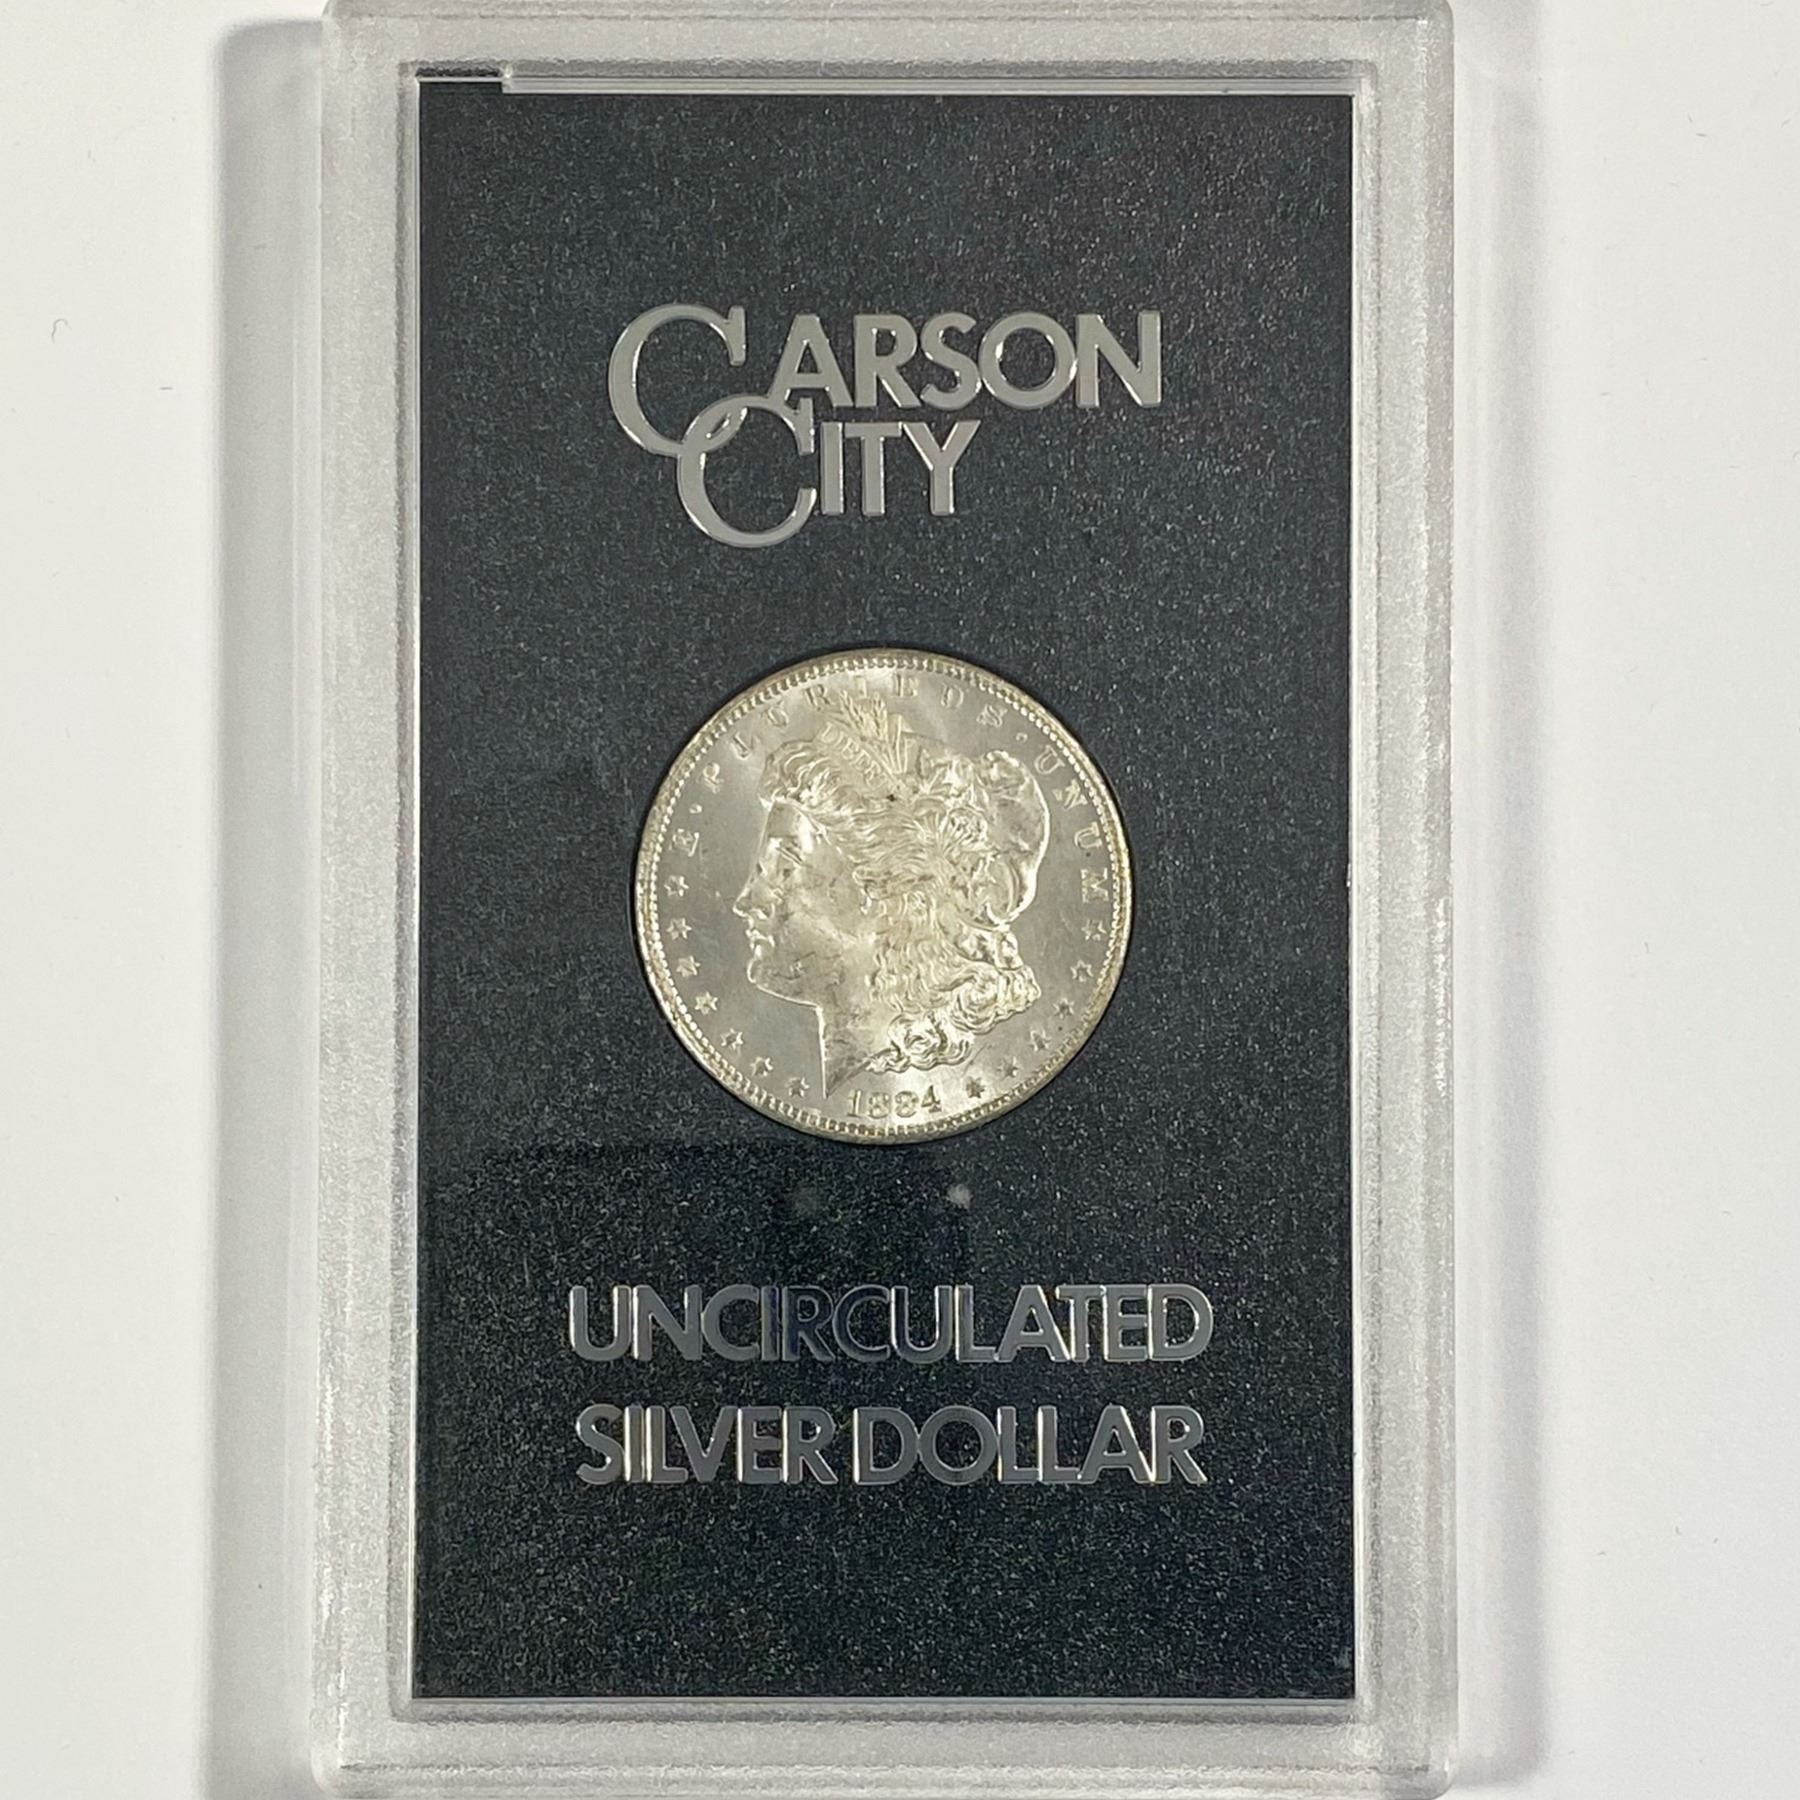 CARSON
CITY
E · PLURIBUS · UNUM
1884
UNCIRCULATED
SILVER DOLLAR